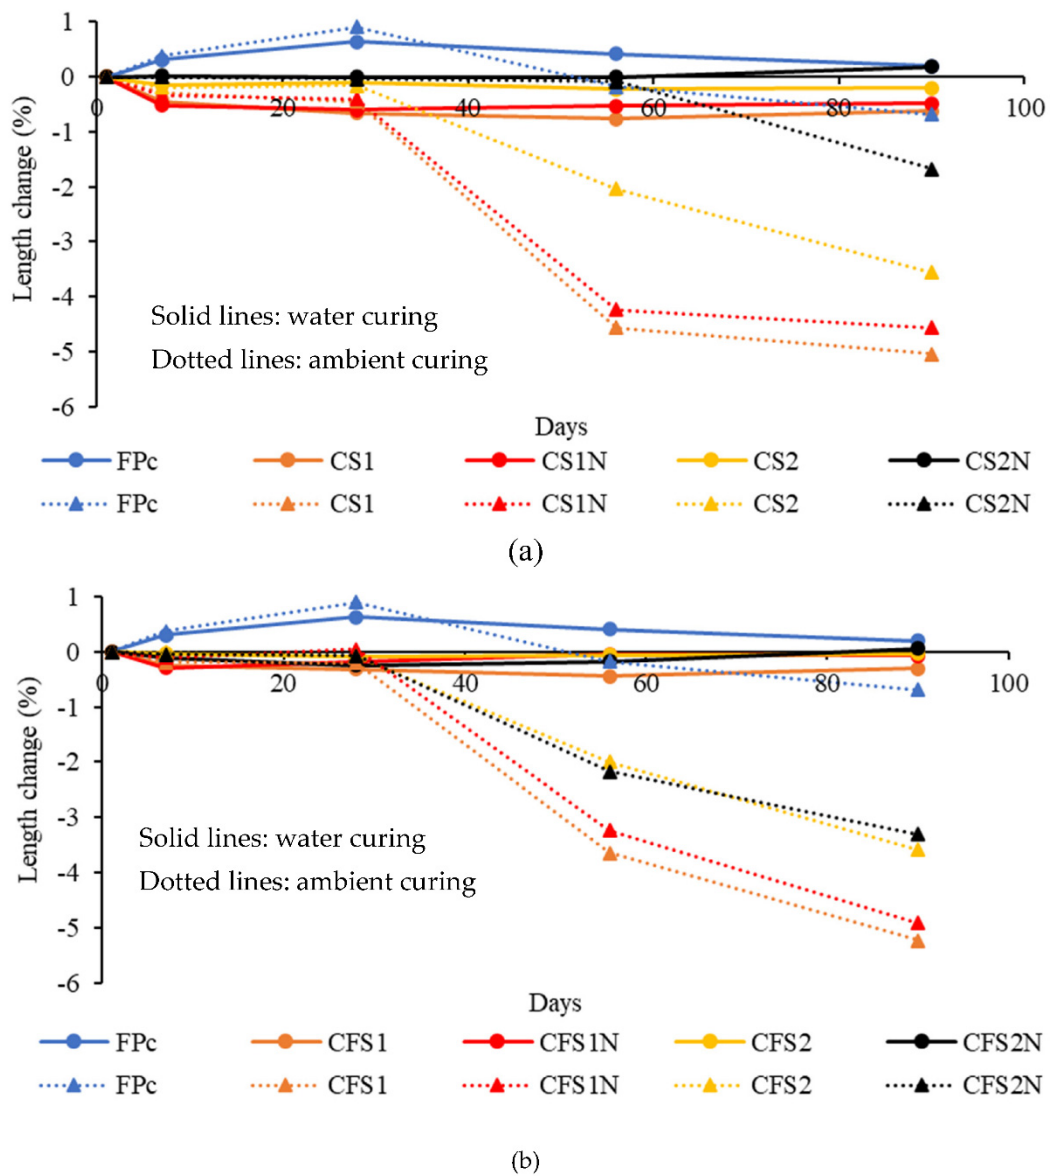 1
0
0 20 40 60 80 100
-1
-2
-3
-4
-5
-6
Length change (%)
Solid lines: water curing
Dotted lines: ambient curing
Days
FPc CS1 CS1N CS2 CS2N
FPc CS1 CS1N CS2 CS2N
(a)
1
0
0 20 40 60 80 100
-1
-2
-3
-4
-5
-6
Length change (%)
Solid lines: water curing
Dotted lines: ambient curing
Days
FPc CFS1 CFS1N CFS2 CFS2N
FPc CFS1 CFS1N CFS2 CFS2N
(b)